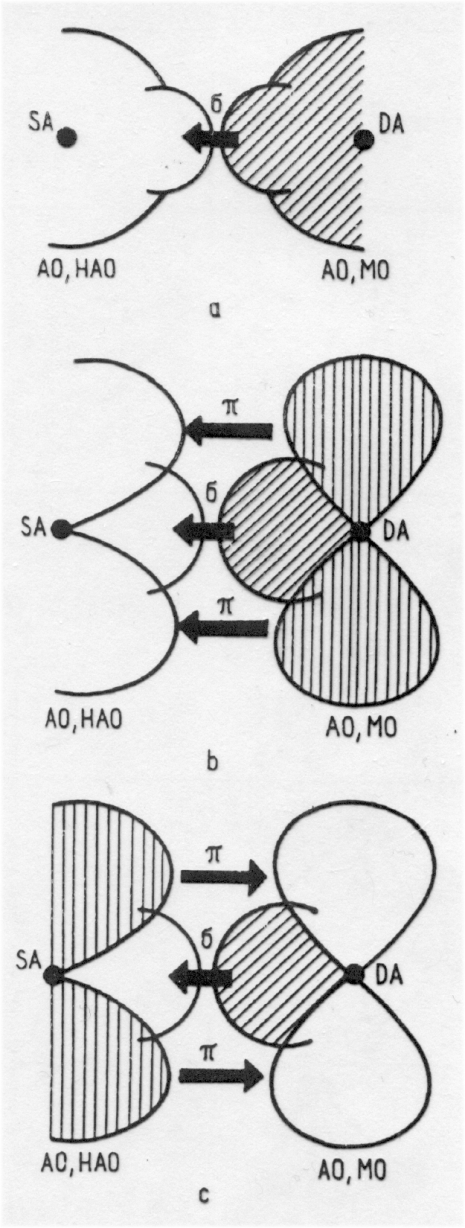 б
SA
DA
AO, HAO
AO, MO
a
π
б
SA
DA
π
AO, HAO
AO, MO
b
π
б
SA
DA
π
AO, HAO
AO, MO
c